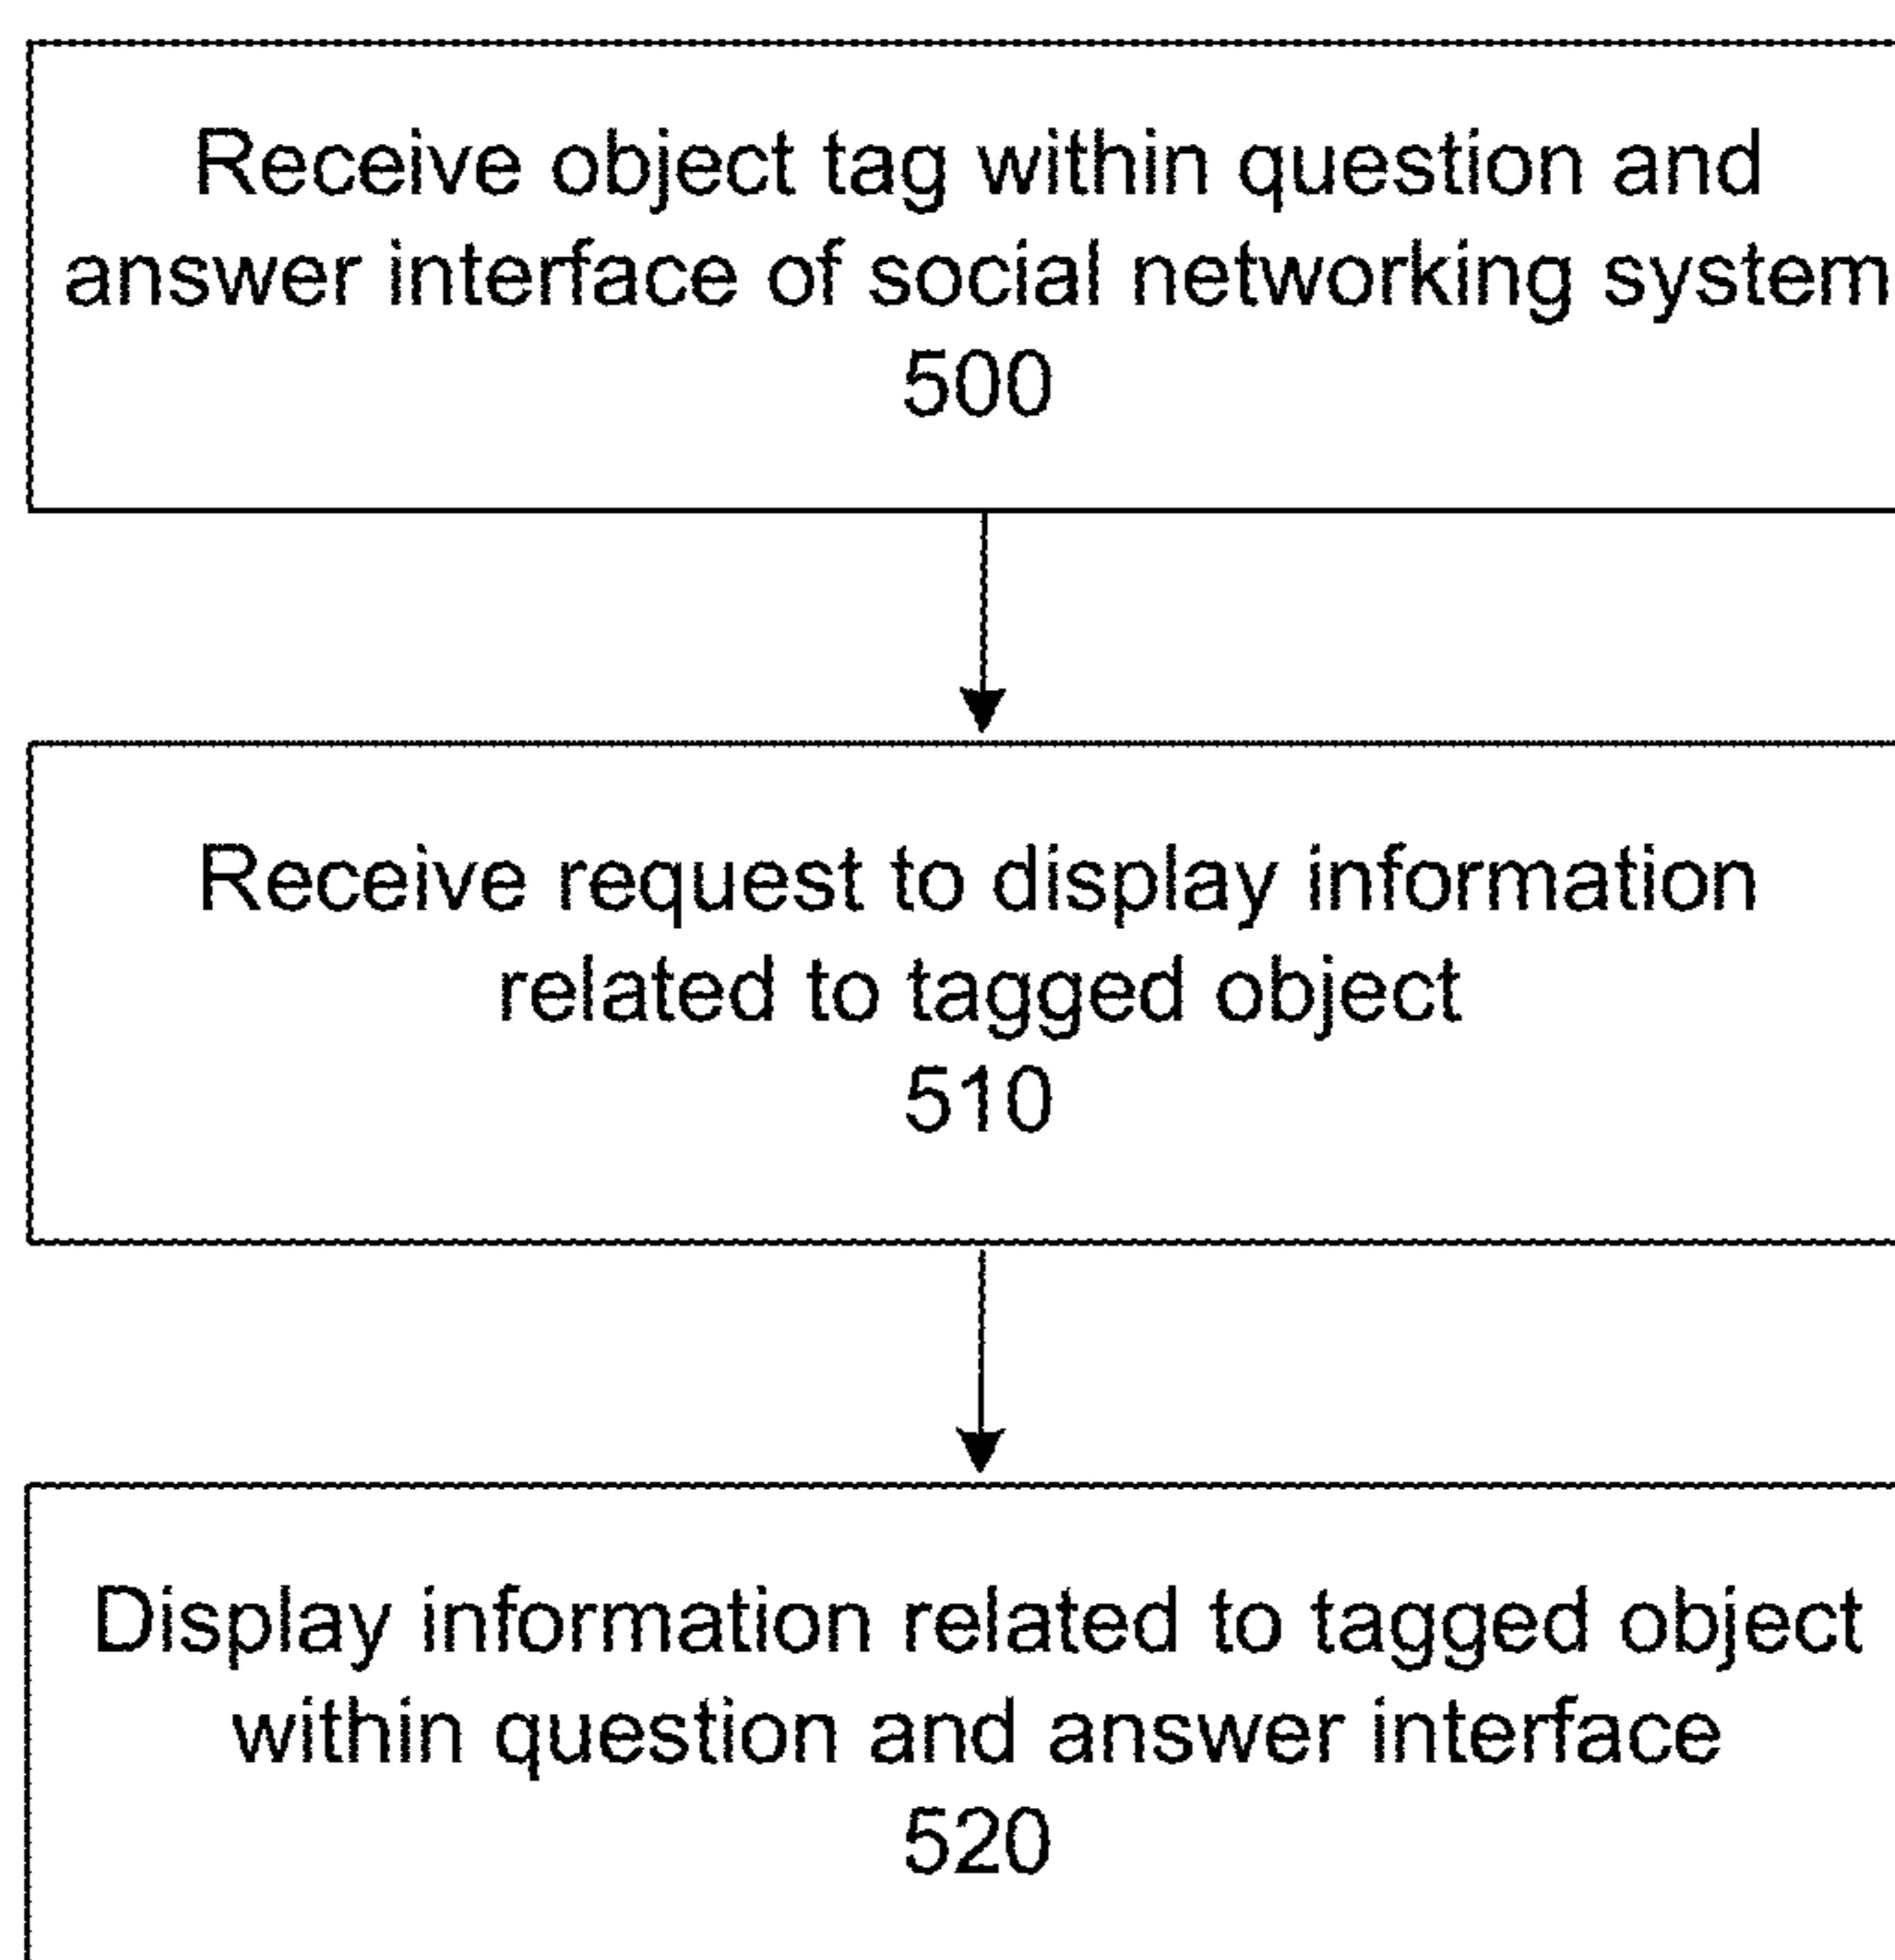 Receive object tag within question and
answer interface of social networking system
500
Receive request to display information
related to tagged object
510
Display information related to tagged object
within question and answer interface
520